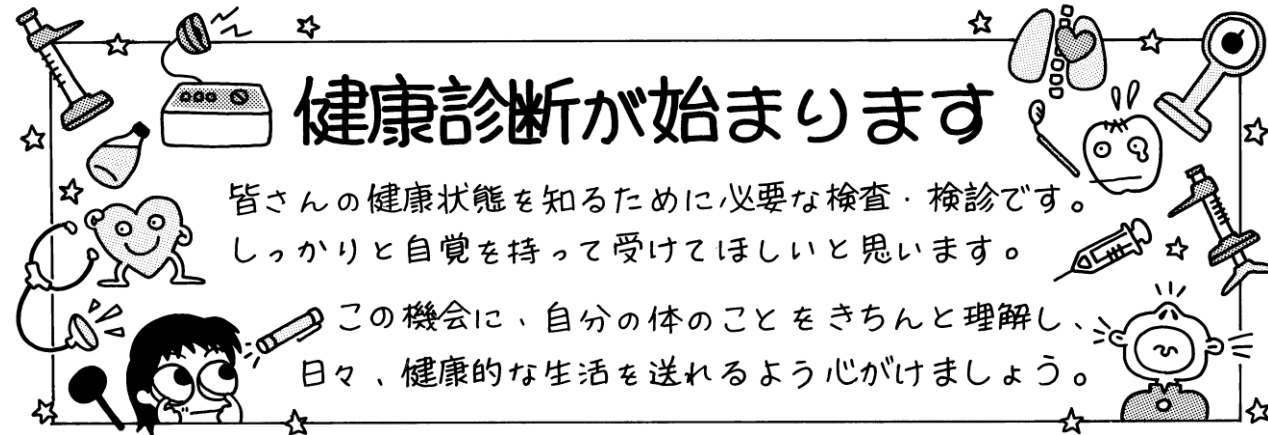 健康診断が始まります
皆さんの健康状態を知るために必要な検査・検診です。
しっかりと自覚を持って受けてほしいと思います。
この機会に、自分の体のことをきちんと理解し、
日々、健康的な生活を送れるよう心がけましょう。